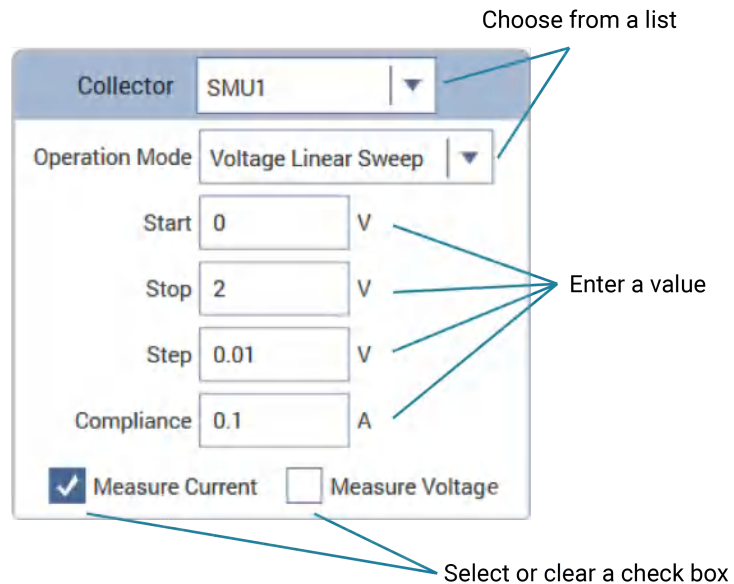 Choose from a list
Collector SMU1
Operation Mode Voltage Linear Sweep
Start 0 V
Stop 2 V
Enter a value
Step 0.01 V
Compliance 0.1 A
Measure Current Measure Voltage
Select or clear a check box